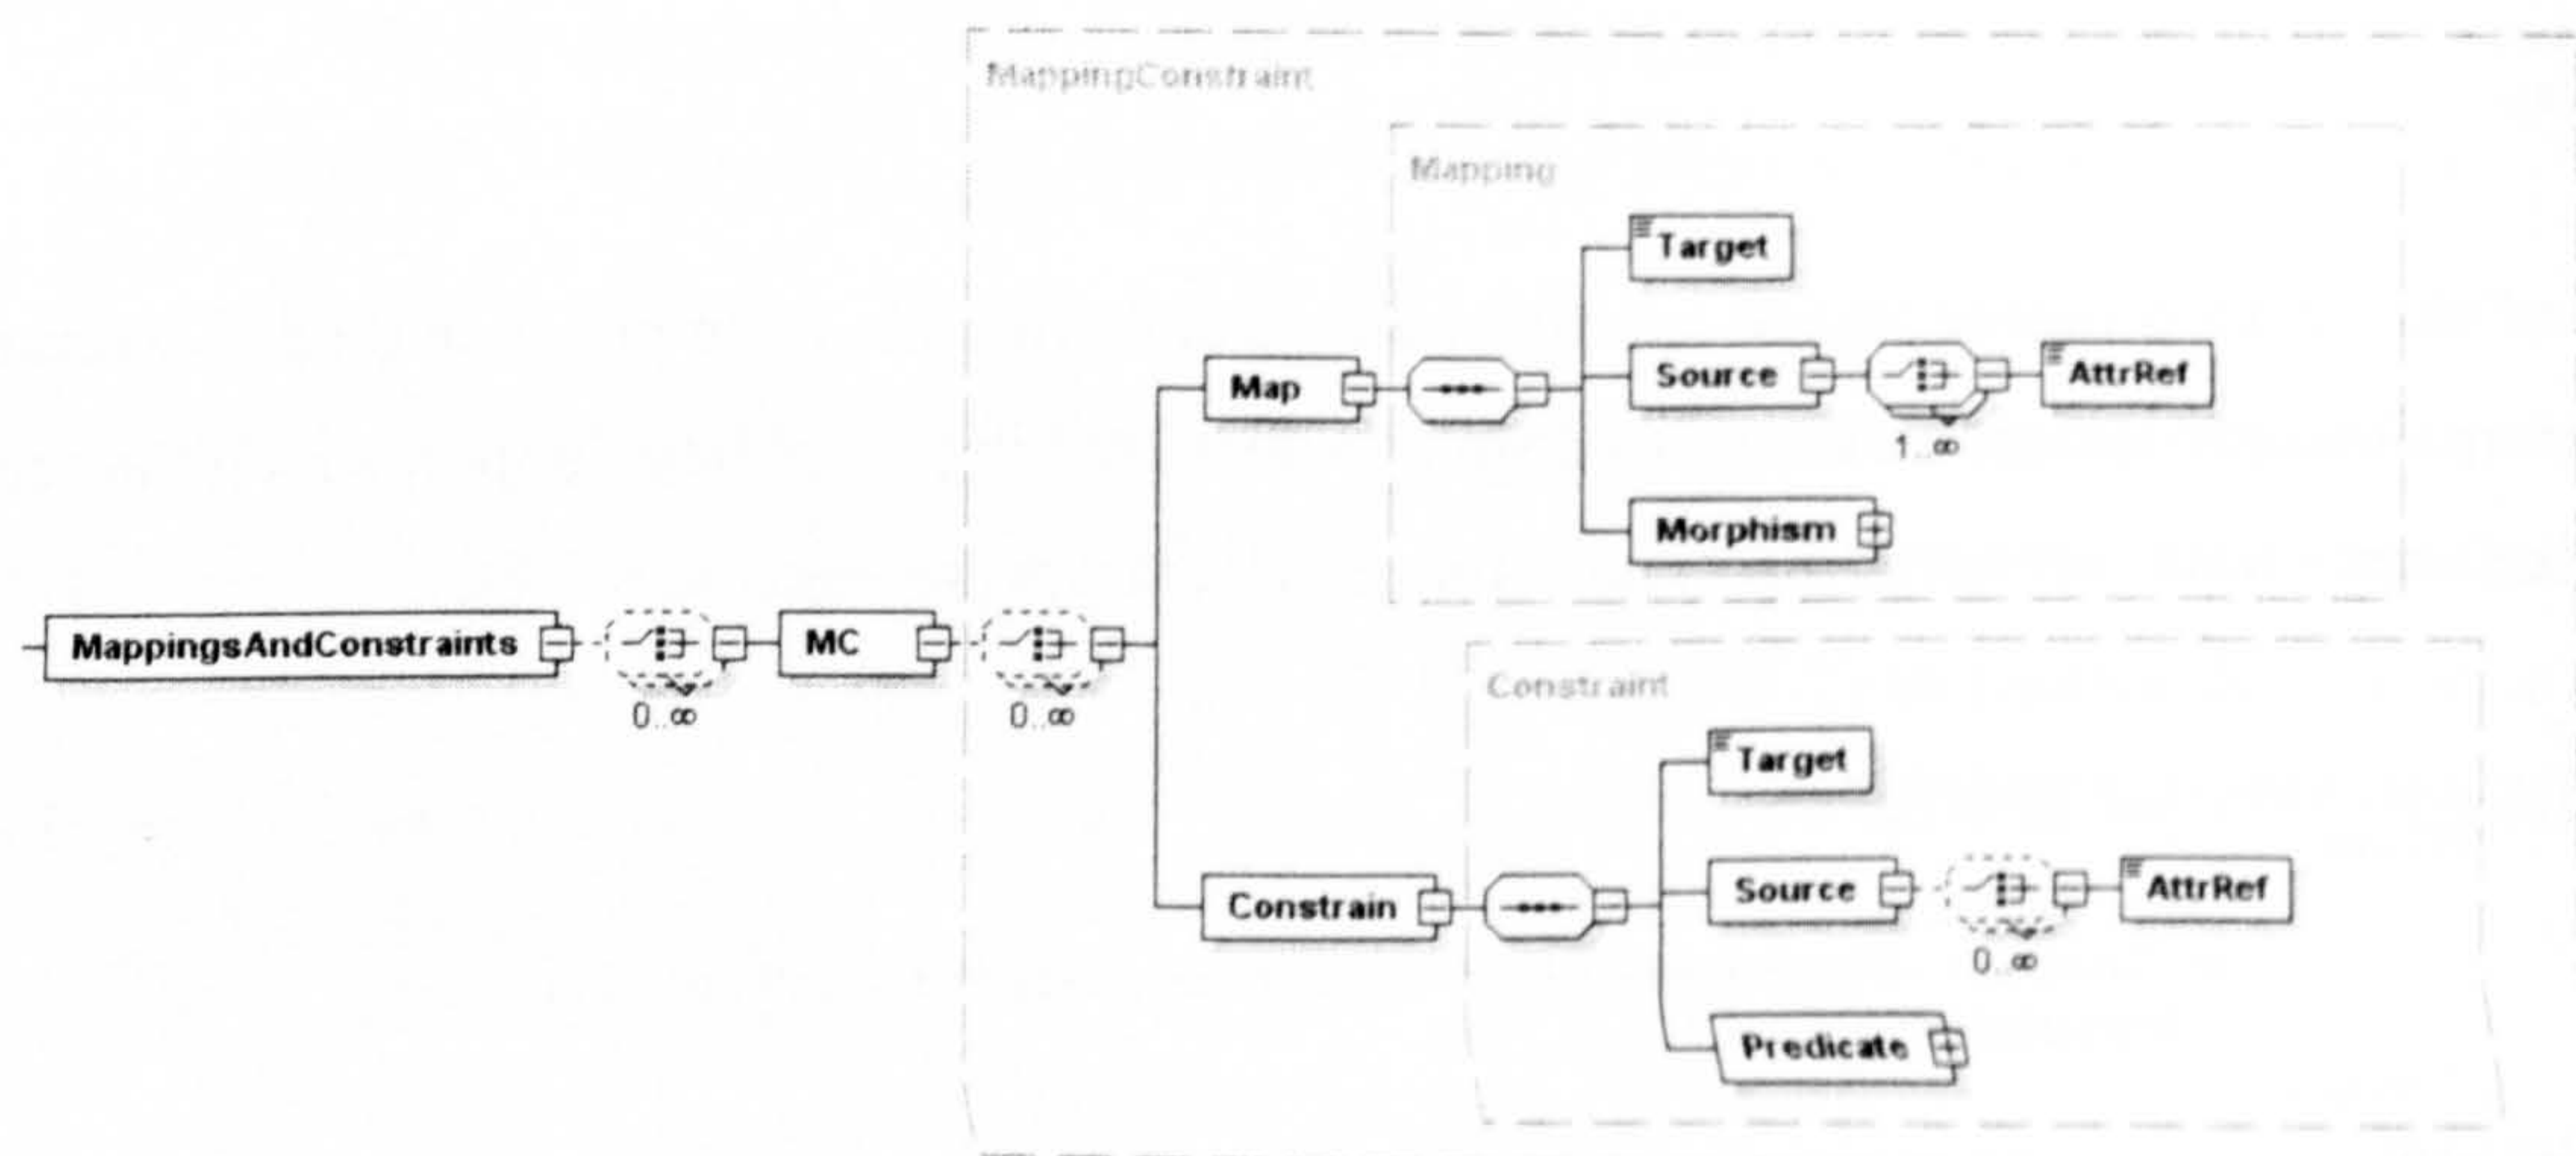 MappingConstraint
Mapping
Target
Source
AttrRef
Map
1..∞
Morphism
MappingsAndConstraints
MC
0..∞
0..∞
Constraint
Target
Source
AttrRef
Constrain
0..∞
Predicate